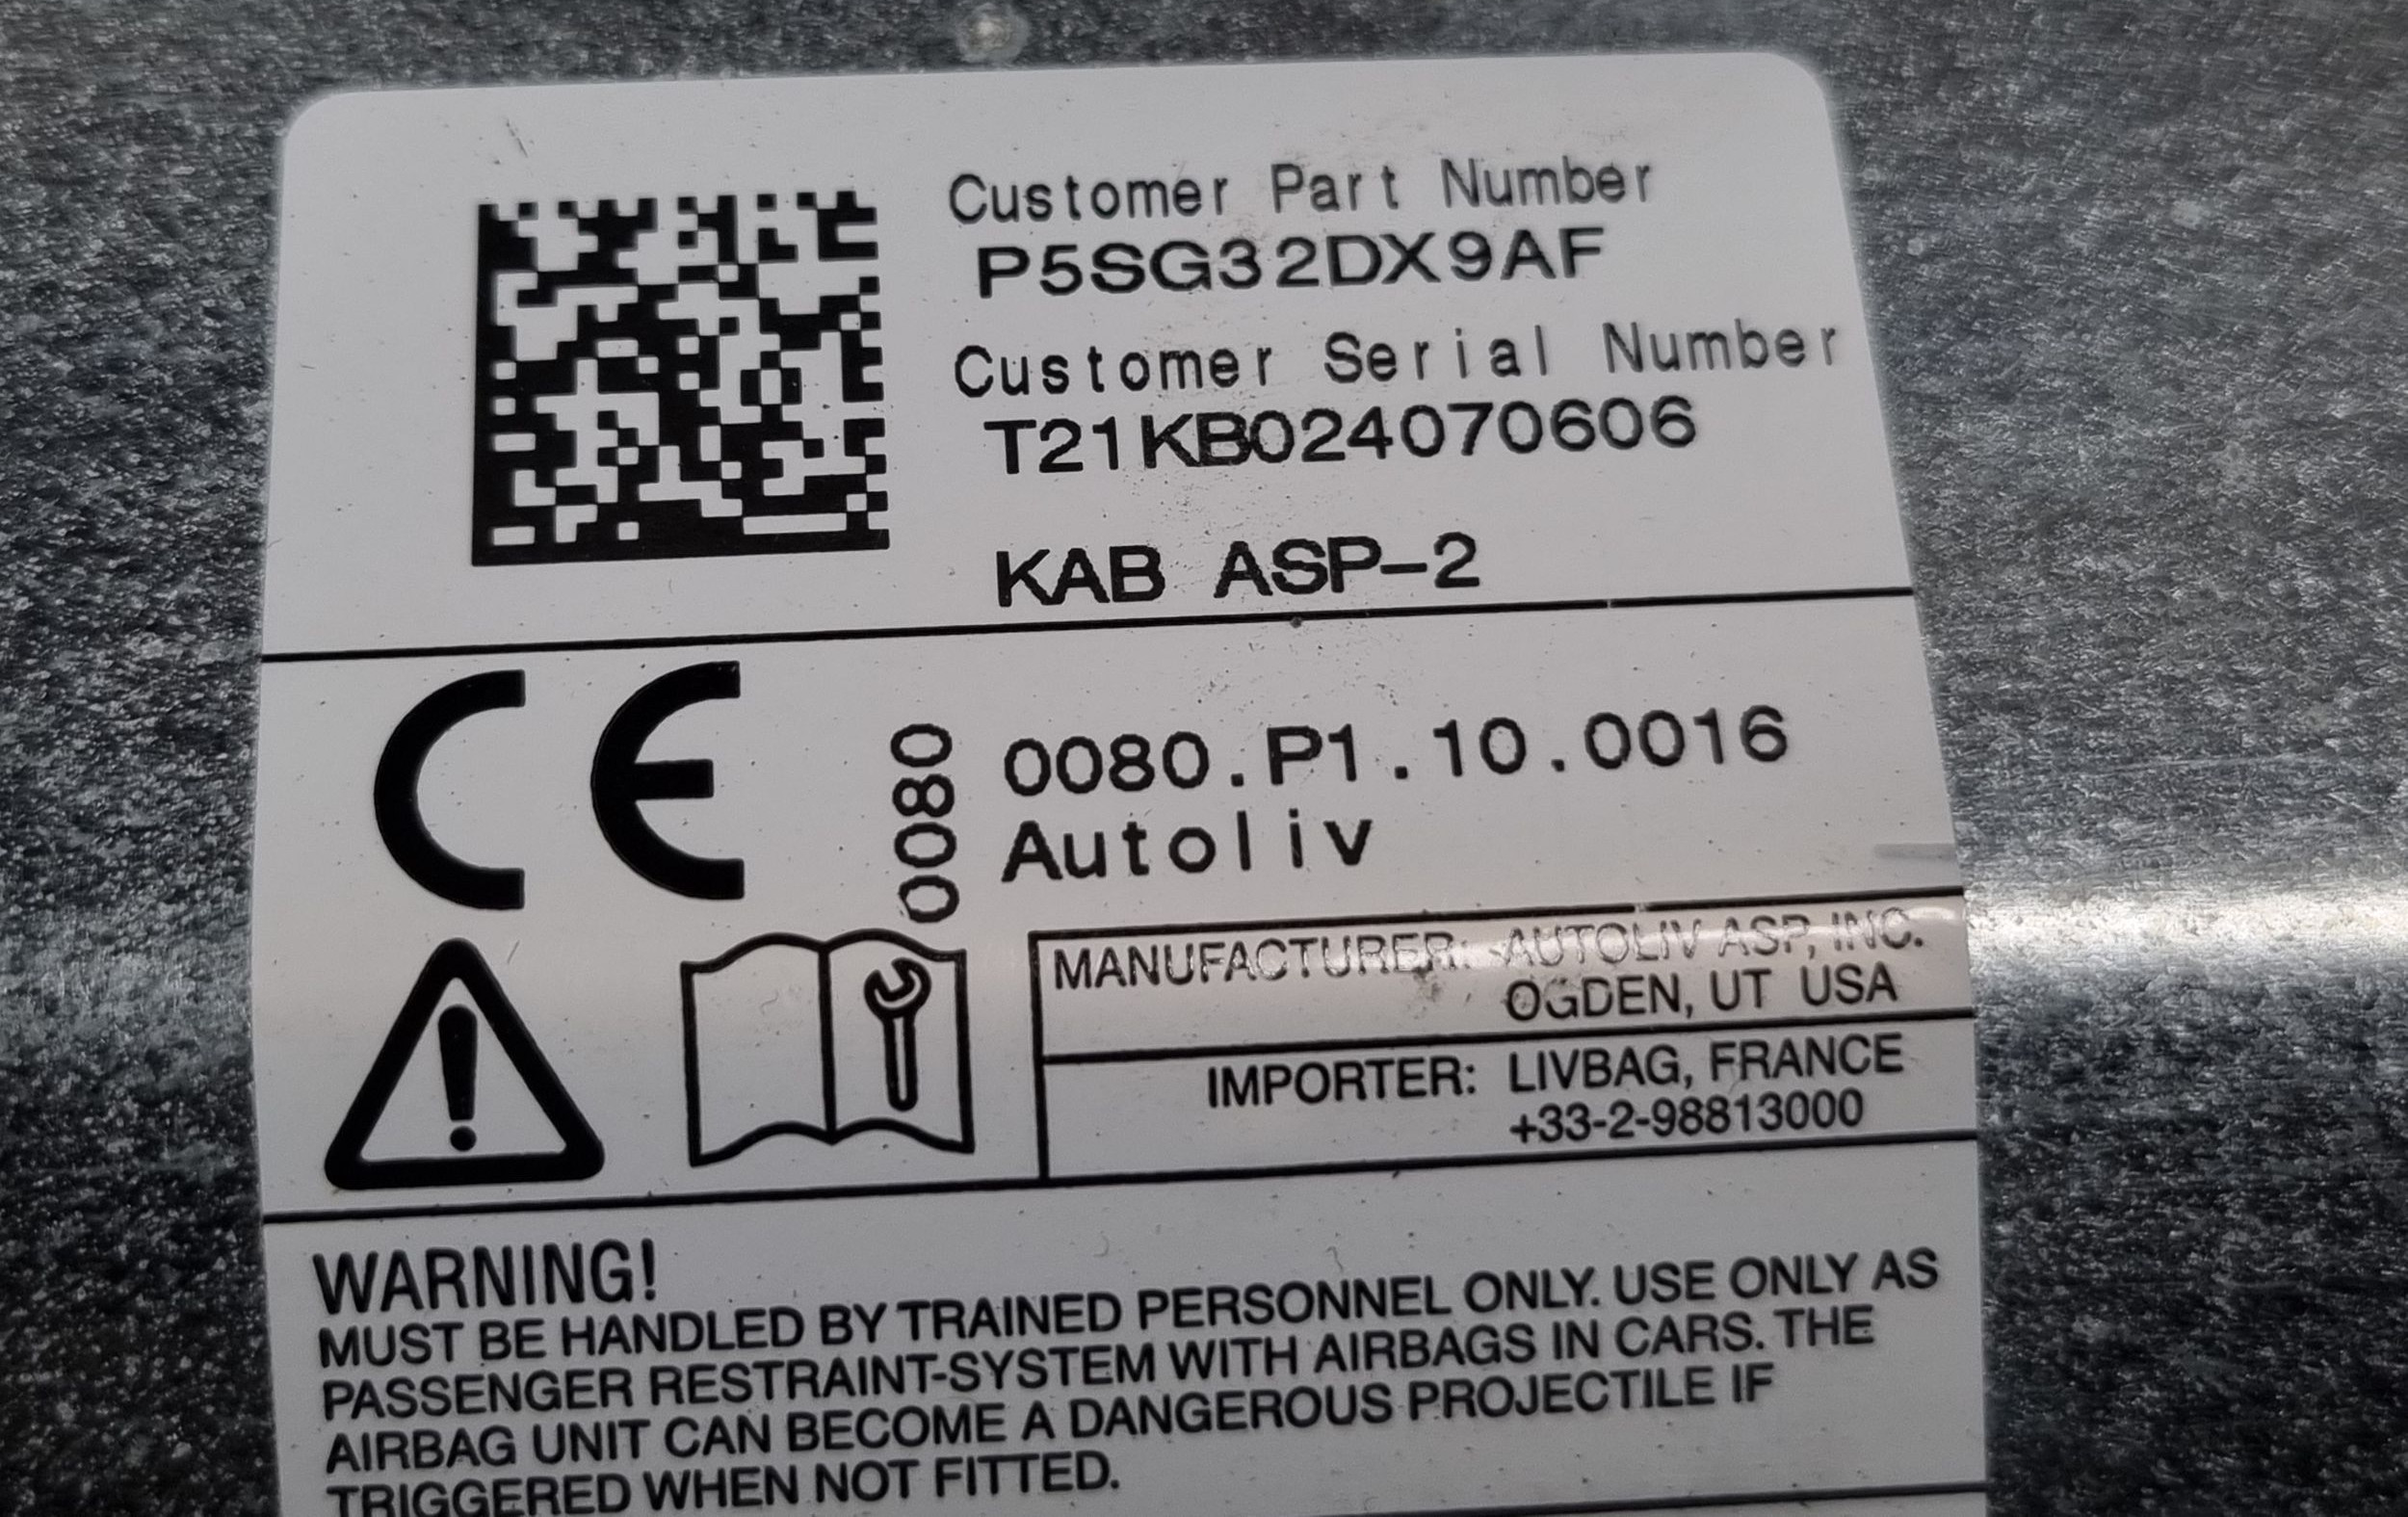 Customer Part Number
P5SG32DX9AF
Customer Serial Number
T21KB024070606
KAB ASP-2
CE
0080
0080.P1.10.0016
Autoliv
MANUFACTURER: AUTOLIV ASP, INC.
OGDEN, UT USA
IMPORTER: LIVBAG, FRANCE
+33-2-98813000
WARNING!
MUST BE HANDLED BY TRAINED PERSONNEL ONLY. USE ONLY AS
PASSENGER RESTRAINT-SYSTEM WITH AIRBAGS IN CARS. THE
AIRBAG UNIT CAN BECOME A DANGEROUS PROJECTILE IF
TRIGGERED WHEN NOT FITTED.